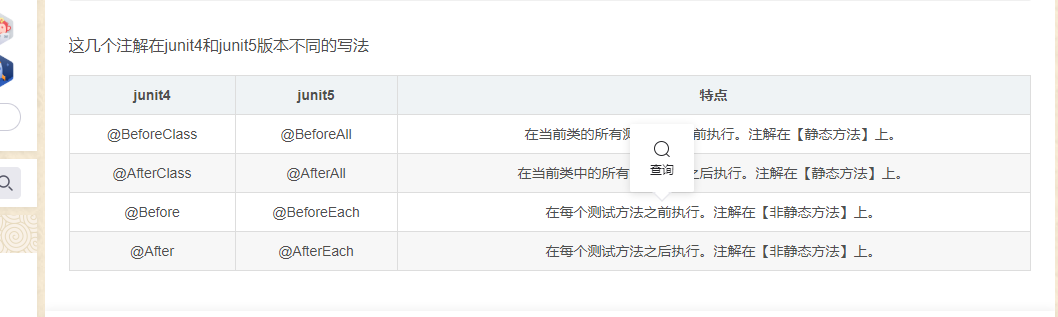 这几个注解在junit4和junit5版本不同的写法
junit4 junit5 特点
@BeforeClass @BeforeAll 在当前类的所有测 前执行。注解在【静态方法】上。
查询
@AfterClass @AfterAll 在当前类中的所有 之后执行。注解在【静态方法】上。
@Before @BeforeEach 在每个测试方法之前执行。注解在【非静态方法】上。
@After @AfterEach 在每个测试方法之后执行。注解在【非静态方法】上。